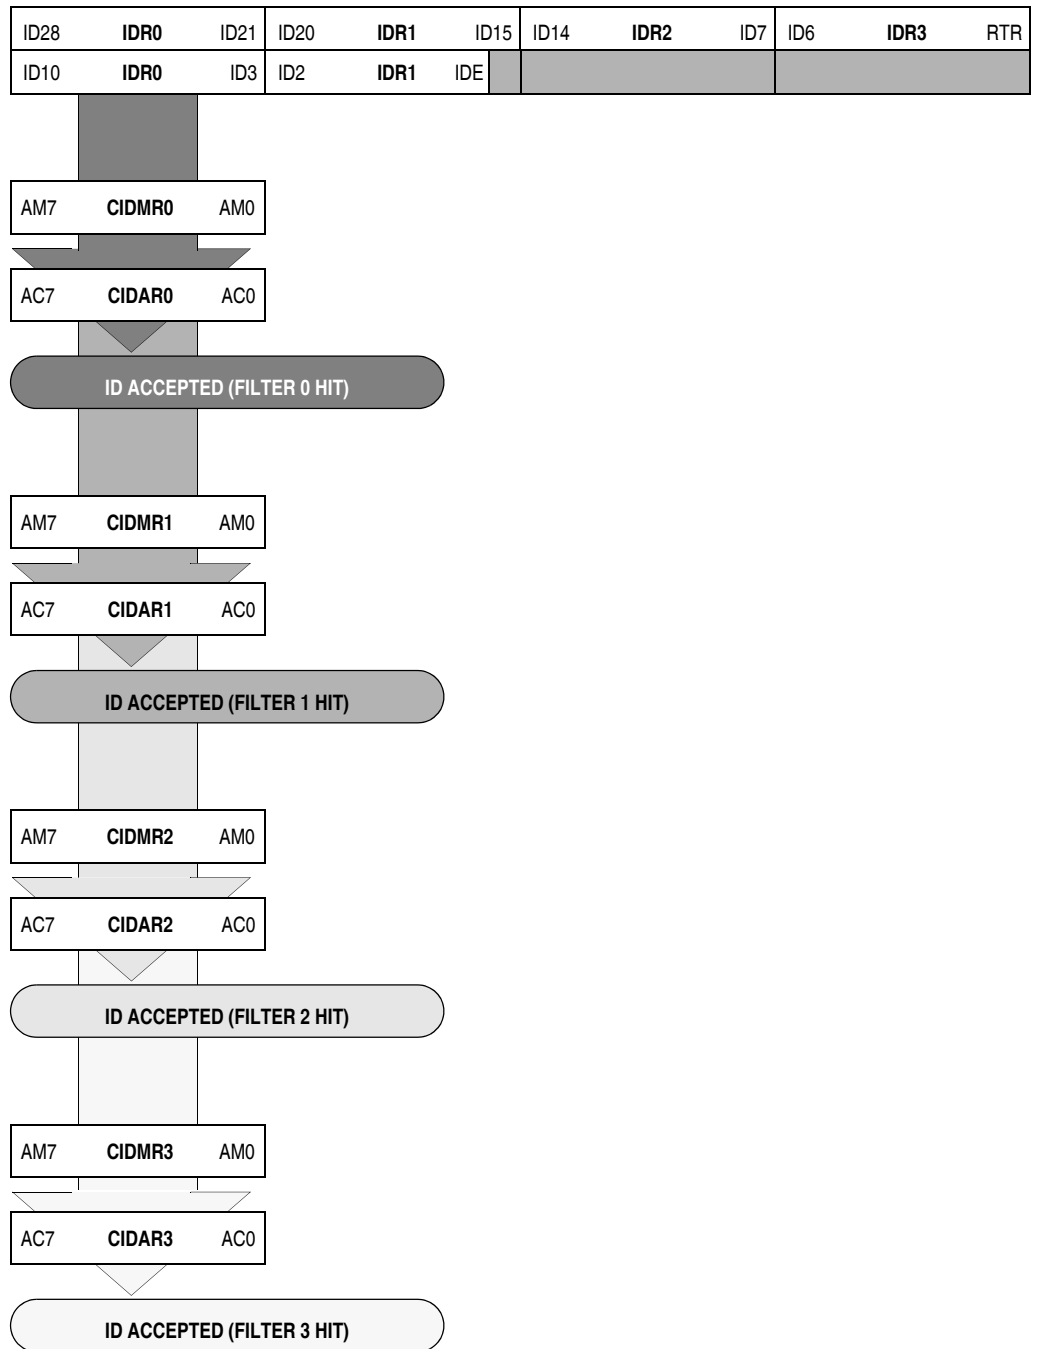 ID28 IDR0 ID21 ID20 IDR1 ID15 ID14 IDR2 ID7 ID6 IDR3 RTR
ID10 IDR0 ID3 ID2 IDR1 IDE
AM7 CIDMR0 AM0
AC7 CIDAR0 AC0
ID ACCEPTED (FILTER 0 HIT)
AM7 CIDMR1 AM0
AC7 CIDAR1 AC0
ID ACCEPTED (FILTER 1 HIT)
AM7 CIDMR2 AM0
AC7 CIDAR2 AC0
ID ACCEPTED (FILTER 2 HIT)
AM7 CIDMR3 AM0
AC7 CIDAR3 AC0
ID ACCEPTED (FILTER 3 HIT)